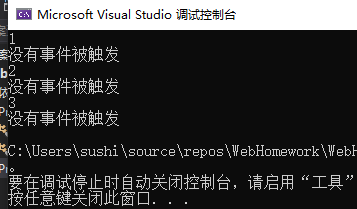 Microsoft Visual Studio 调试控制台
1
没有事件被触发
2
没有事件被触发
3
没有事件被触发
C:\Users\sushi\source\repos\WebHomework\WebH
。
要在调试停止时自动关闭控制台，请启用“工具”
按任意键关闭此窗口. . .